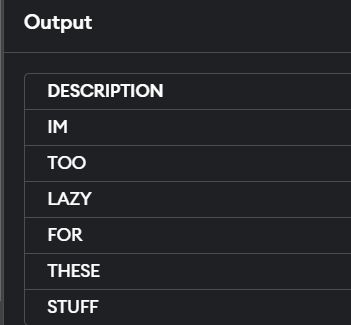 Output
DESCRIPTION
IM
TOO
LAZY
FOR
THESE
STUFF